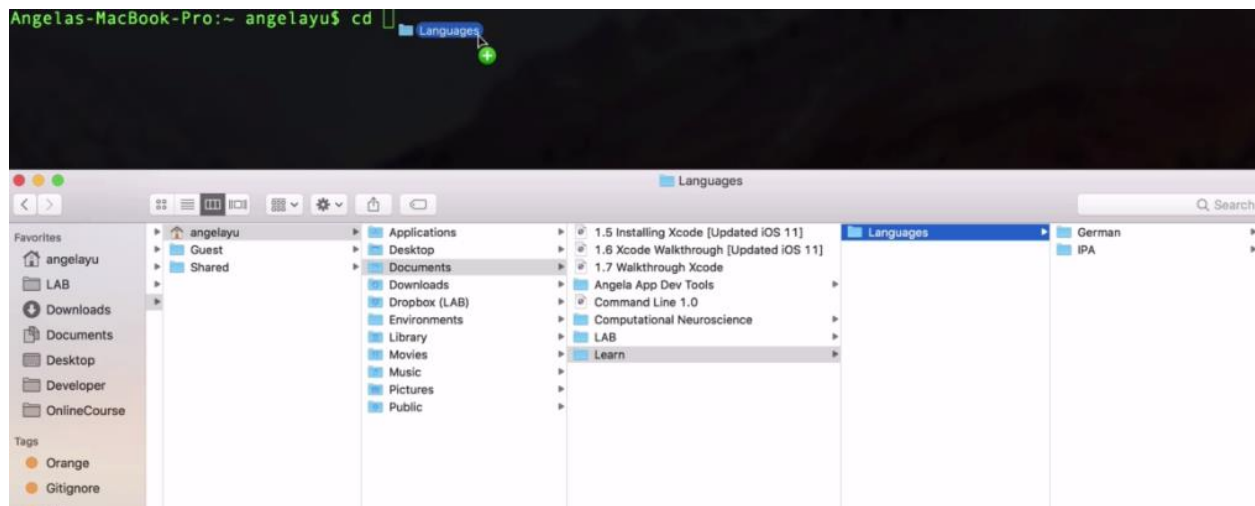 Angelas-MacBook-Pro:~ angelayu$ cd
Languages
Languages
Search
Favorites
angelayu
LAB
Downloads
Documents
Desktop
Developer
OnlineCourse
Tags
Orange
Gitignore
angelayu
Guest
Shared
Applications
Desktop
Documents
Downloads
Dropbox (LAB)
Environments
Library
Movies
Music
Pictures
Public
1.5 Installing Xcode [Updated iOS 11]
1.6 Xcode Walkthrough [Updated iOS 11]
1.7 Walkthrough Xcode
Angela App Dev Tools
Command Line 1.0
Computational Neuroscience
LAB
Learn
Languages
German
IPA